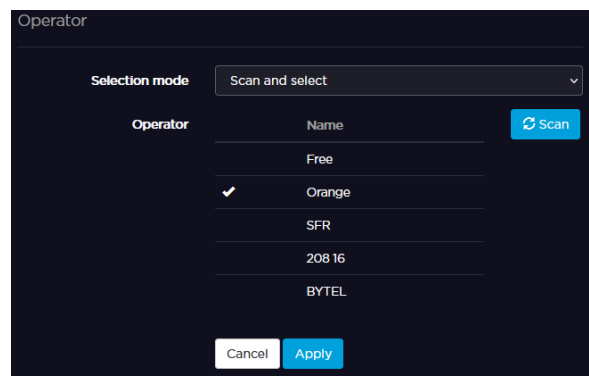 Operator
Selection mode Scan and select
Operator Name Scan
Free
Orange
SFR
208 16
BYTEL
Cancel Apply